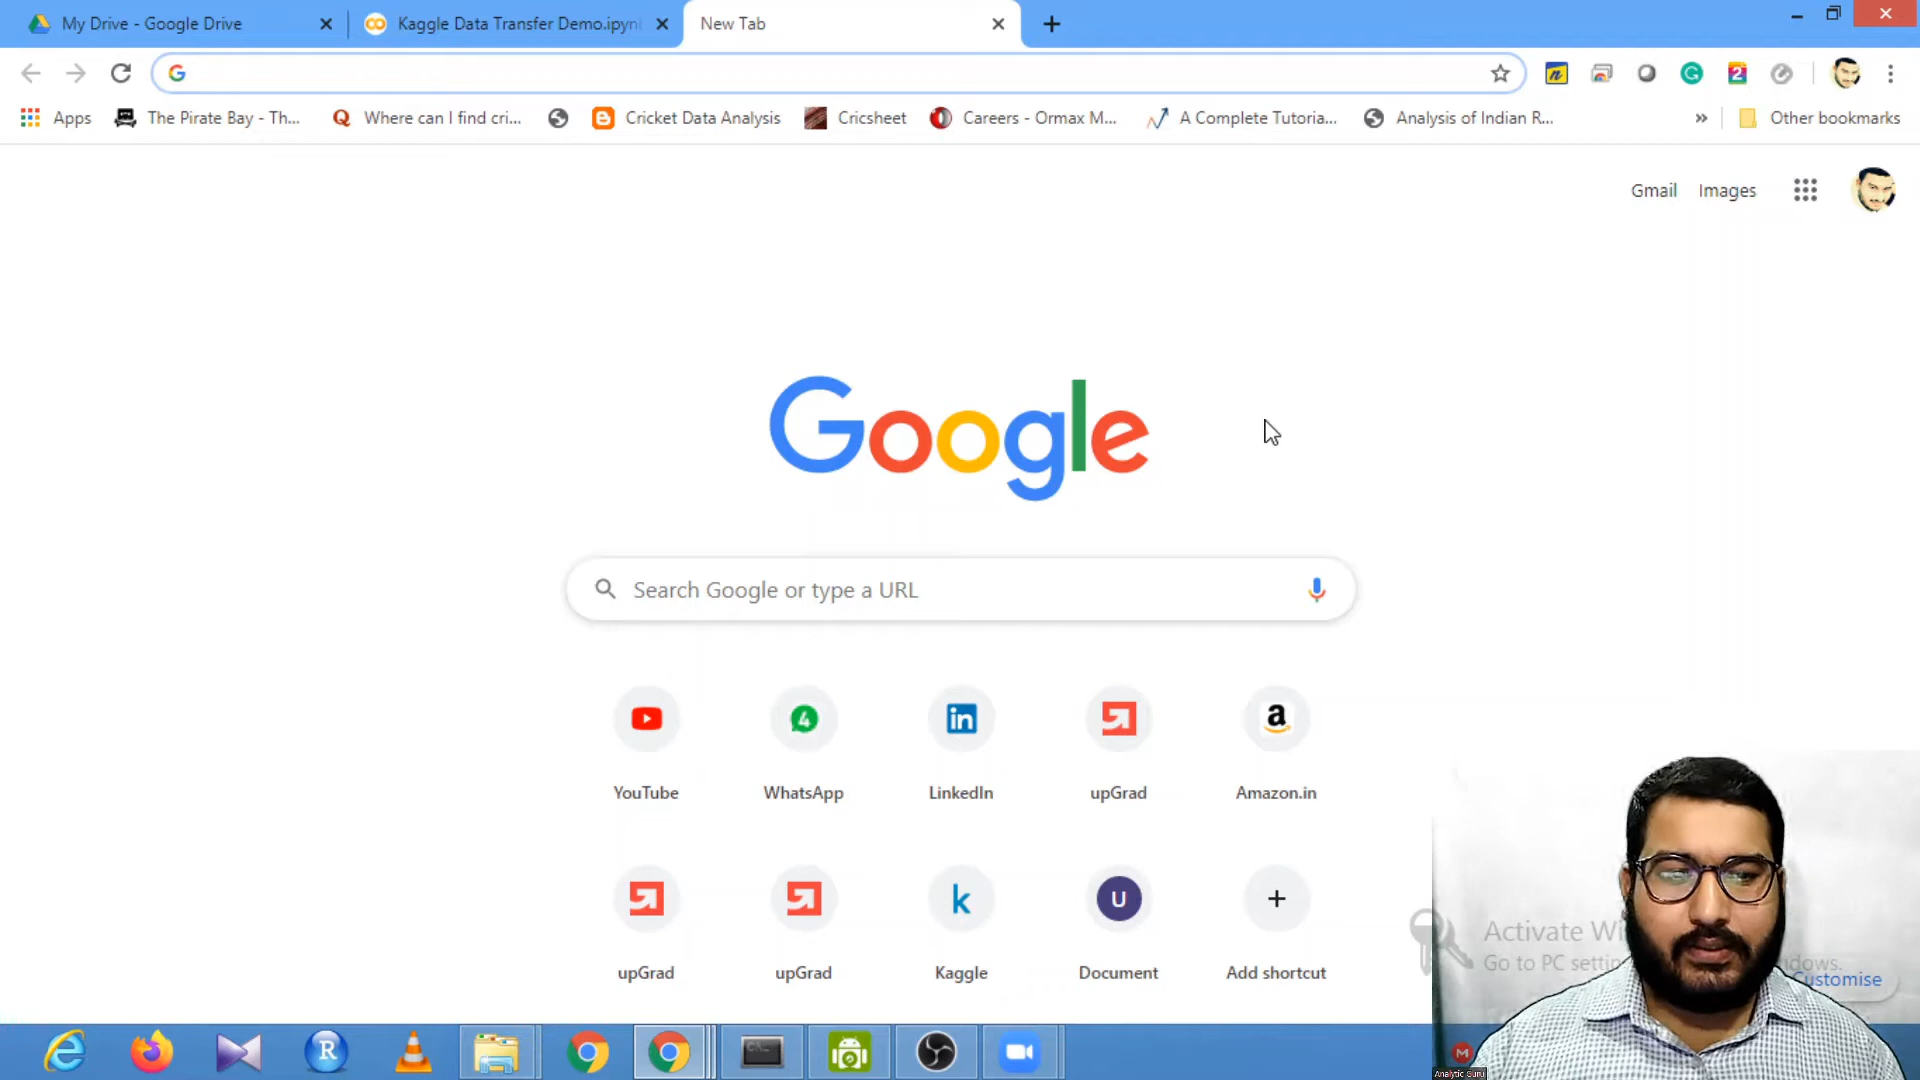 My Drive - Google Drive
Kaggle Data Transfer Demo.ipyn
New Tab
Apps
The Pirate Bay - Th...
Where can I find cri...
Cricket Data Analysis
Cricsheet
Careers - Ormax M...
A Complete Tutoria...
Analysis of Indian R...
Other bookmarks
Gmail
Images
Google
Search Google or type a URL
YouTube
WhatsApp
LinkedIn
upGrad
Amazon.in
upGrad
upGrad
Kaggle
Document
Add shortcut
Activate Wi
Go to PC settin
dows.
Customise
Analytic Guru